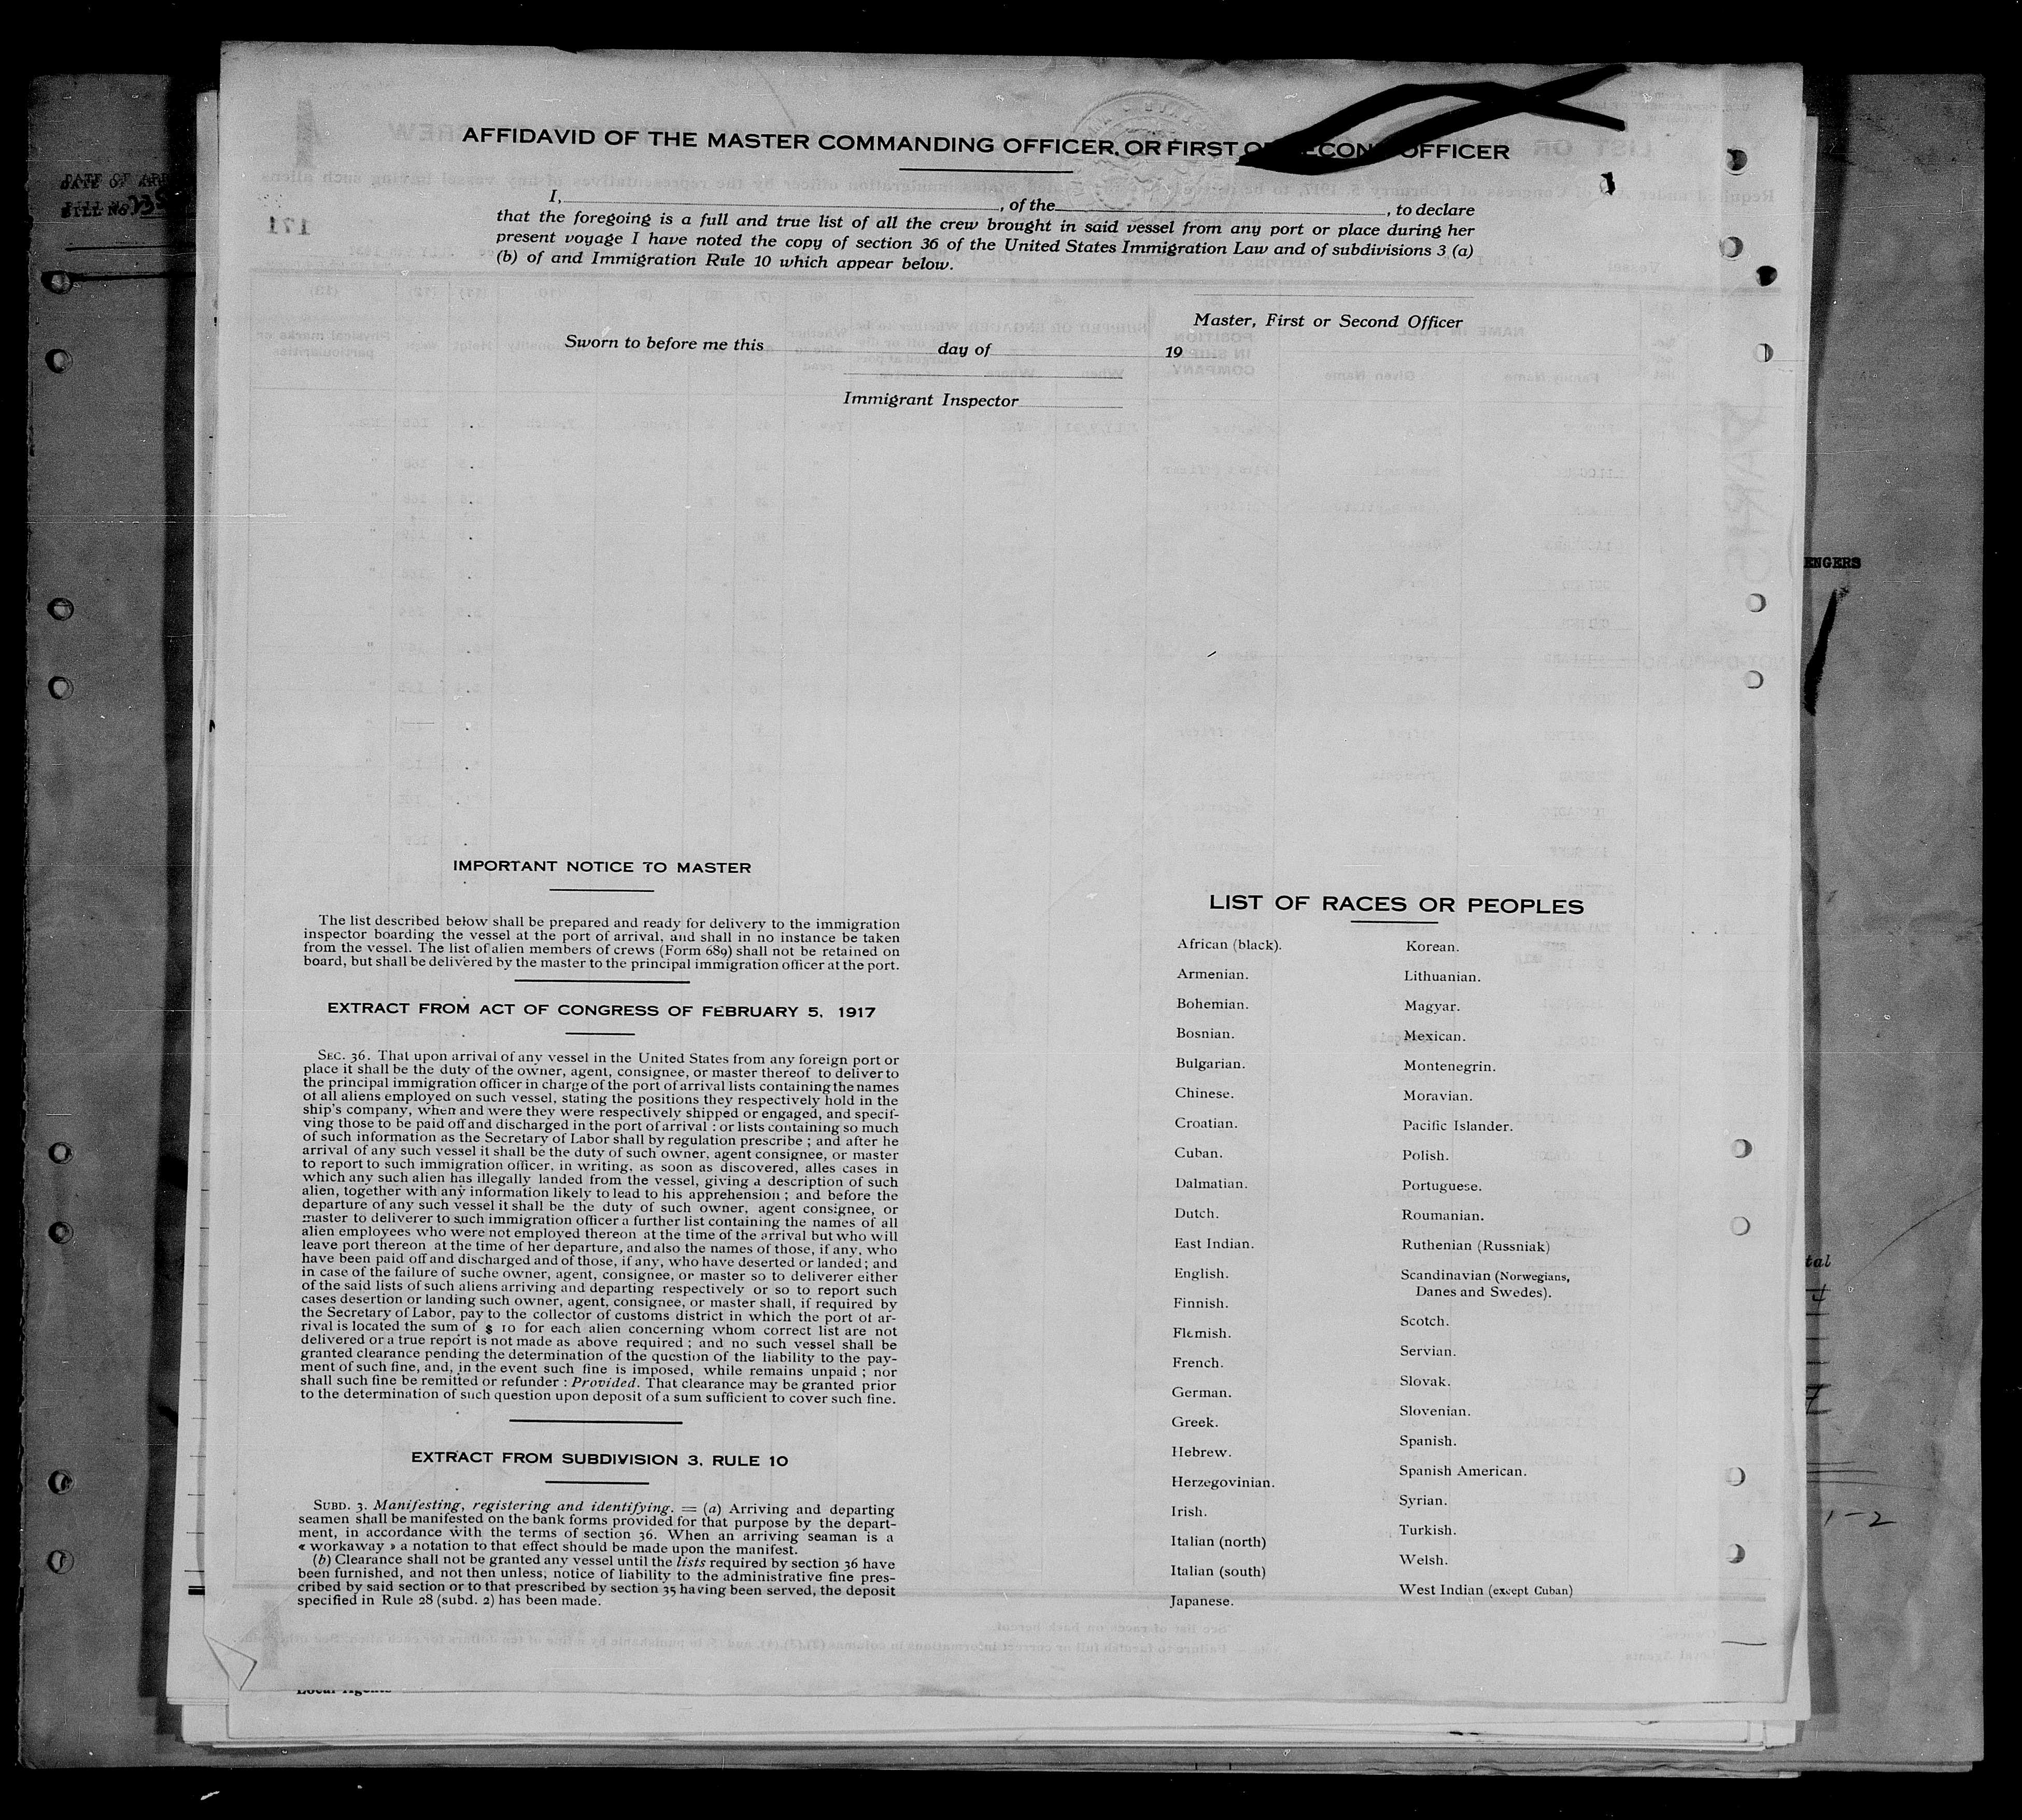 AFFIDAVID OF THE MASTER COMMANDING OFFICER, OR FIRST OR SECOND OFFICER
I, , of the , to declare
that the foregoing is a full and true list of all the crew brought in said vessel from any port or place during her
present voyage I have noted the copy of section 36 of the United States Immigration Law and of subdivisions 3 (a)
(b) of and Immigration Rule 10 which appear below.
Master, First or Second Officer
Sworn to before me this day of 19
Immigrant Inspector
DATE OF ARR
BILL No.
171
ENGERS
tal
1-2
IMPORTANT NOTICE TO MASTER
The list described below shall be prepared and ready for delivery to the immigration
inspector boarding the vessel at the port of arrival, and shall in no instance be taken
from the vessel. The list of alien members of crews (Form 689) shall not be retained on
board, but shall be delivered by the master to the principal immigration officer at the port.
EXTRACT FROM ACT OF CONGRESS OF FEBRUARY 5, 1917
SEC. 36. That upon arrival of any vessel in the United States from any foreign port or
place it shall be the duty of the owner, agent, consignee, or master thereof to deliver to
the principal immigration officer in charge of the port of arrival lists containing the names
of all aliens employed on such vessel, stating the positions they respectively hold in the
ship's company, when and were they were respectively shipped or engaged, and specif-
ving those to be paid off and discharged in the port of arrival : or lists containing so much
of such information as the Secretary of Labor shall by regulation prescribe ; and after he
arrival of any such vessel it shall be the duty of such owner, agent consignee, or master
to report to such immigration officer, in writing, as soon as discovered, alles cases in
which any such alien has illegally landed from the vessel, giving a description of such
alien, together with any information likely to lead to his apprehension ; and before the
departure of any such vessel it shall be the duty of such owner, agent consignee, or
master to deliverer to such immigration officer a further list containing the names of all
alien employees who were not employed thereon at the time of the arrival but who will
leave port thereon at the time of her departure, and also the names of those, if any, who
have been paid off and discharged and of those, if any, who have deserted or landed ; and
in case of the failure of suche owner, agent, consignee, or master so to deliverer either
of the said lists of such aliens arriving and departing respectively or so to report such
cases desertion or landing such owner, agent, consignee, or master shall, if required by
the Secretary of Labor, pay to the collector of customs district in which the port of ar-
rival is located the sum of $ 10 for each alien concerning whom correct list are not
delivered or a true report is not made as above required ; and no such vessel shall be
granted clearance pending the determination of the question of the liability to the pay-
ment of such fine, and, in the event such fine is imposed, while remains unpaid ; nor
shall such fine be remitted or refunder : Provided. That clearance may be granted prior
to the determination of such question upon deposit of a sum sufficient to cover such fine.
EXTRACT FROM SUBDIVISION 3, RULE 10
SUBD. 3. Manifesting, registering and identifying. = (a) Arriving and departing
seamen shall be manifested on the bank forms provided for that purpose by the depart-
ment, in accordance with the terms of section 36. When an arriving seaman is a
« workaway » a notation to that effect should be made upon the manifest.
(b) Clearance shall not be granted any vessel until the lists required by section 36 have
been furnished, and not then unless, notice of liability to the administrative fine pres-
cribed by said section or to that prescribed by section 35 having been served, the deposit
specified in Rule 28 (subd. 2) has been made.
LIST OF RACES OR PEOPLES
African (black).
Armenian.
Bohemian.
Bosnian.
Bulgarian.
Chinese.
Croatian.
Cuban.
Dalmatian.
Dutch.
East Indian.
English.
Finnish.
Flemish.
French.
German.
Greek.
Hebrew.
Herzegovinian.
Irish.
Italian (north)
Italian (south)
Japanese.
Korean.
Lithuanian.
Magyar.
Mexican.
Montenegrin.
Moravian.
Pacific Islander.
Polish.
Portuguese.
Roumanian.
Ruthenian (Russniak)
Scandinavian (Norwegians,
Danes and Swedes).
Scotch.
Servian.
Slovak.
Slovenian.
Spanish.
Spanish American.
Syrian.
Turkish.
Welsh.
West Indian (except Cuban)
Local Agents